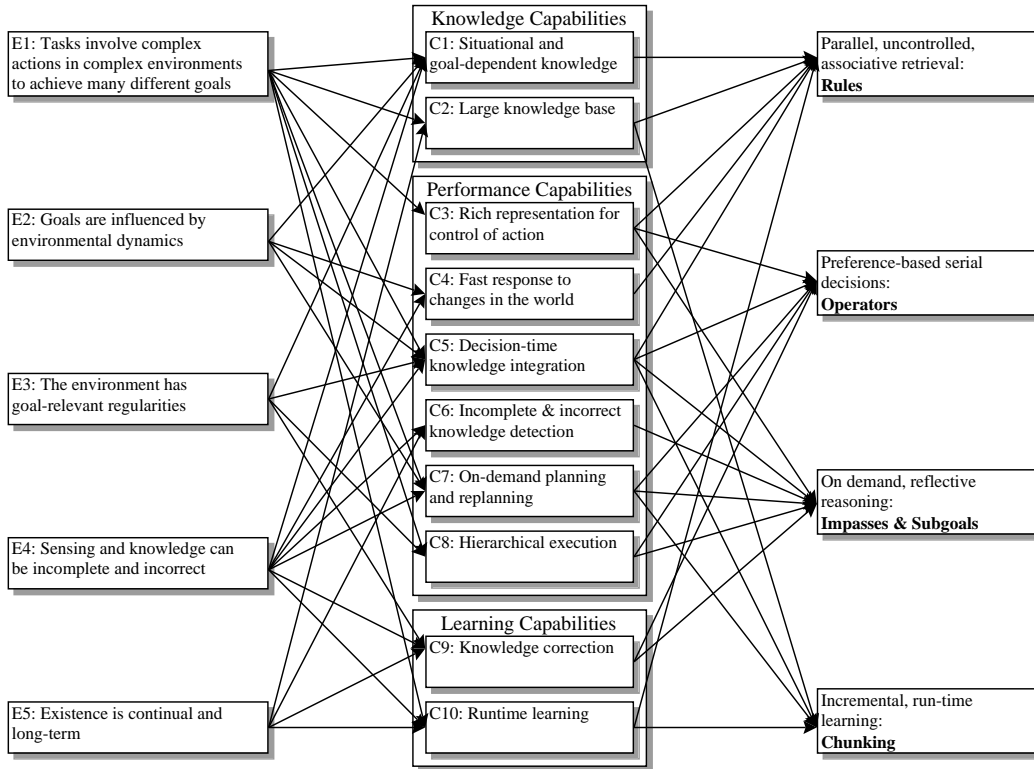 E1: Tasks involve complex
actions in complex environments
to achieve many different goals
E2: Goals are influenced by
environmental dynamics
E3: The environment has
goal-relevant regularities
E4: Sensing and knowledge can
be incomplete and incorrect
E5: Existence is continual and
long-term
Knowledge Capabilities
C1: Situational and
goal-dependent knowledge
C2: Large knowledge base
Performance Capabilities
C3: Rich representation for
control of action
C4: Fast response to
changes in the world
C5: Decision-time
knowledge integration
C6: Incomplete & incorrect
knowledge detection
C7: On-demand planning
and replanning
C8: Hierarchical execution
Learning Capabilities
C9: Knowledge correction
C10: Runtime learning
Parallel, uncontrolled,
associative retrieval:
Rules
Preference-based serial
decisions:
Operators
On demand, reflective
reasoning:
Impasses & Subgoals
Incremental, run-time
learning:
Chunking